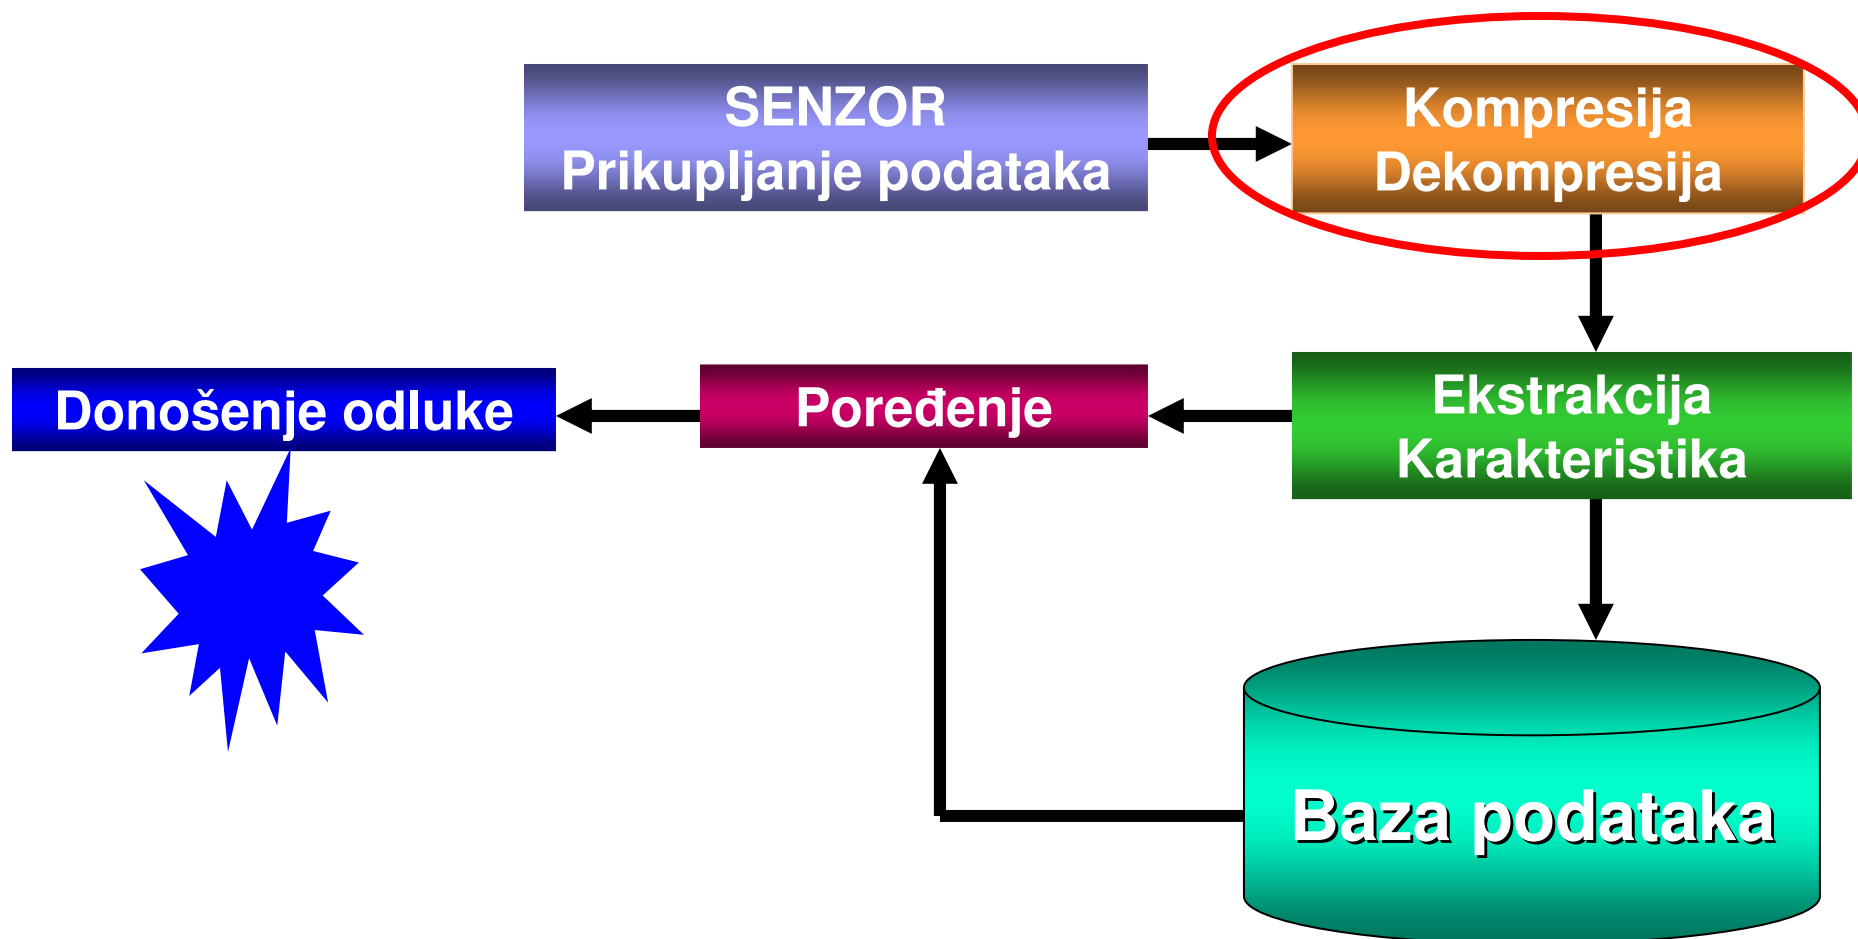 SENZOR
Prikupljanje podataka
Kompresija
Dekompresija
Donošenje odluke
Poređenje
Ekstrakcija
Karakteristika
Baza podataka